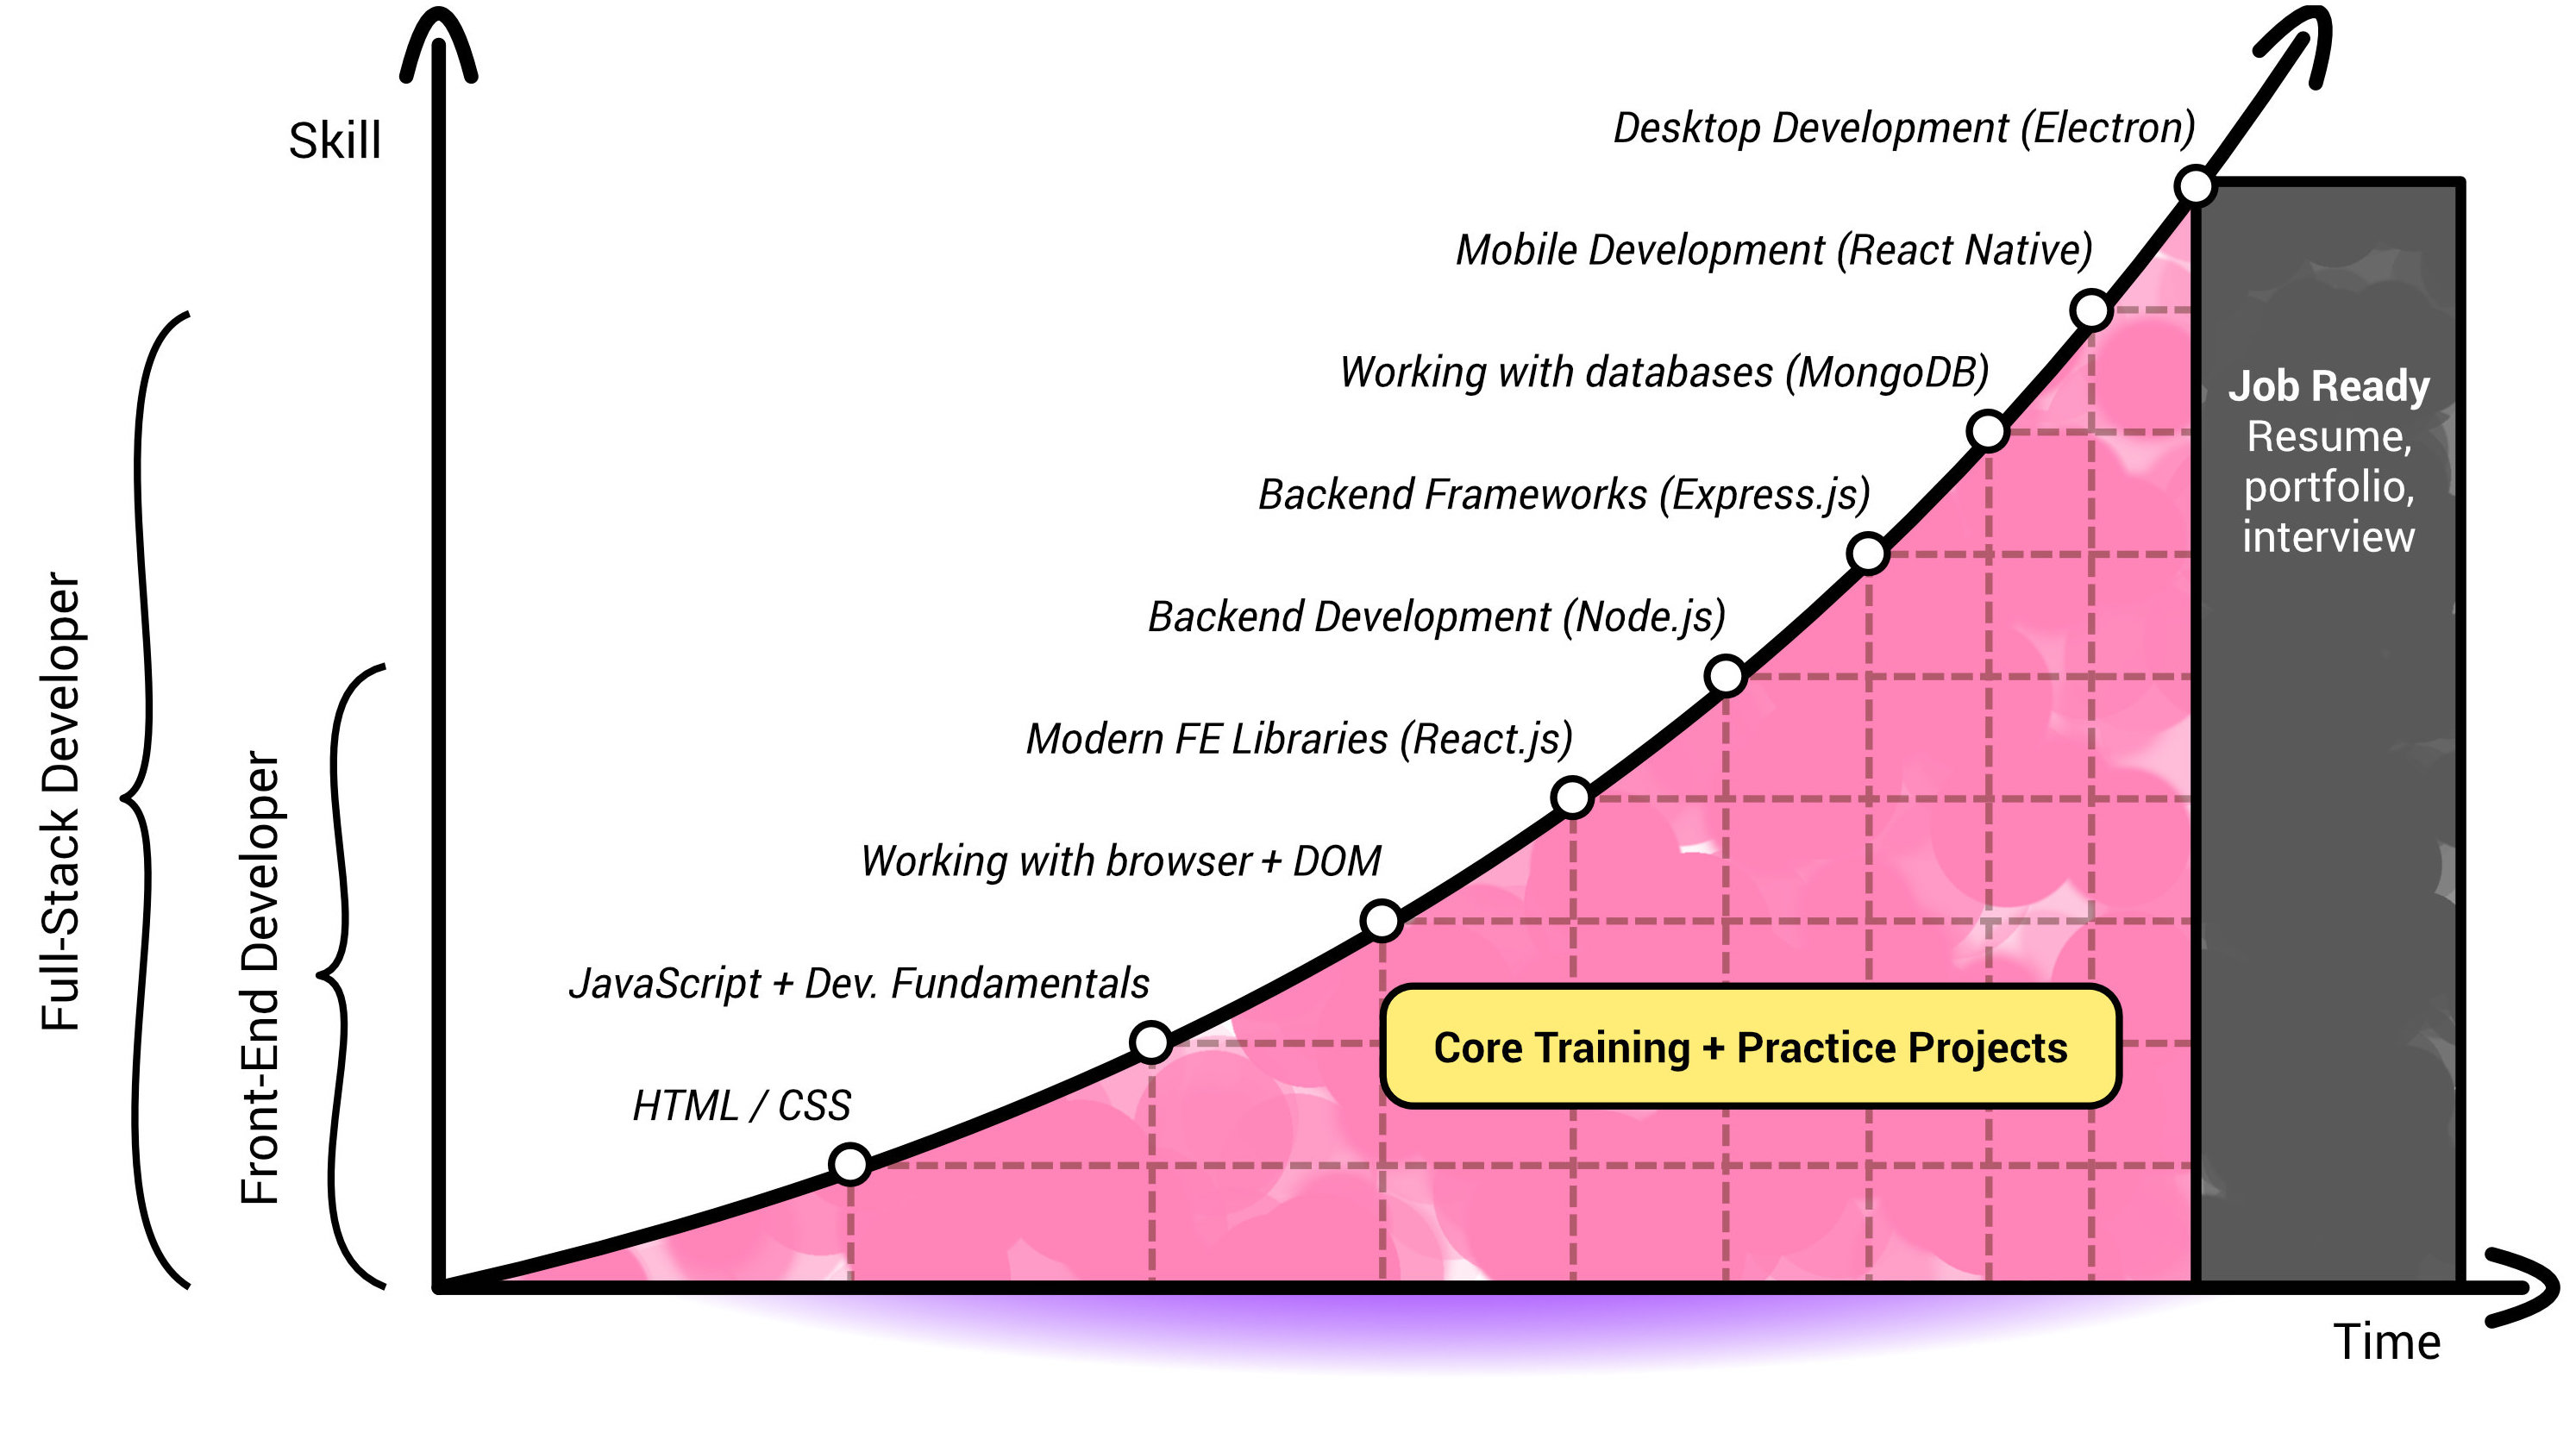 Skill
Desktop Development (Electron)
Mobile Development (React Native)
Working with databases (MongoDB)
Job Ready
Resume,
portfolio,
interview
Backend Frameworks (Express.js)
Backend Development (Node.js)
Modern FE Libraries (React.js)
Working with browser + DOM
JavaScript + Dev. Fundamentals
HTML / CSS
Full-Stack Developer
Front-End Developer
Core Training + Practice Projects
Time